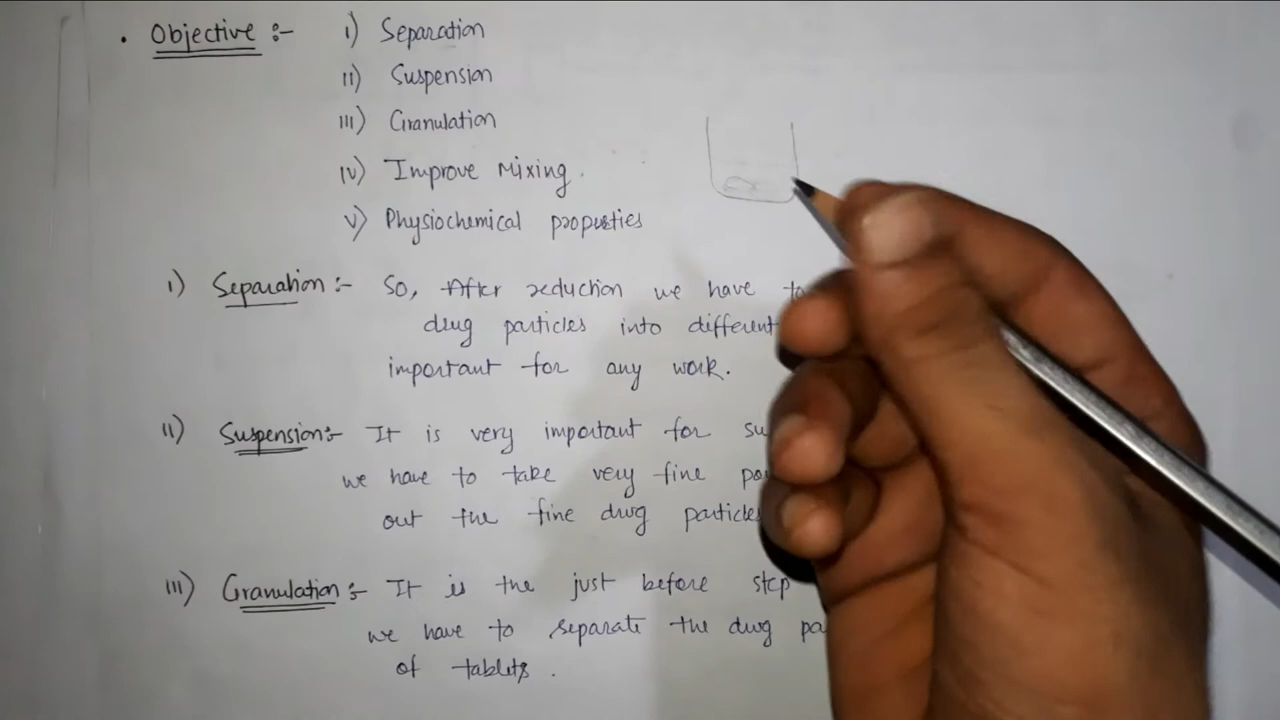 • Objective :- i) Separation
ii) Suspension
iii) Granulation
iv) Improve Mixing.
v) Physiochemical properties
i) Separation :- So, After reduction we have to
drug particles into different
important for any work.
ii) Suspension:- It is very important for
we have to take very fine
out the fine drug particles
iii) Granulation :- It is the just before step
we have to separate the drug
of tablets.